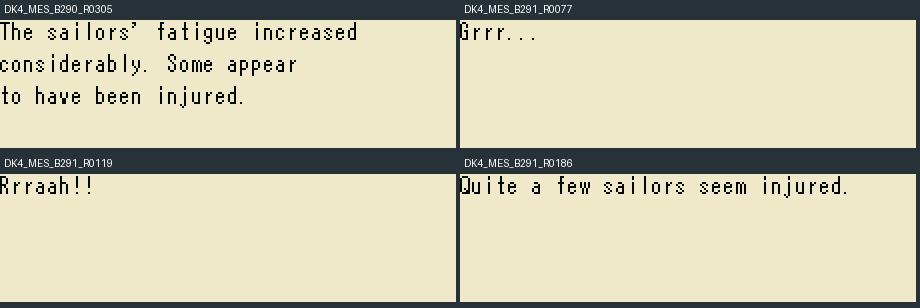 DK4_MES_B290_R0305
The sailors' fatigue increased
considerably. Some appear
to have been injured.
DK4_MES_B291_R0077
Grrr...
DK4_MES_B291_R0119
Rrraah!!
DK4_MES_B291_R0186
Quite a few sailors seem injured.